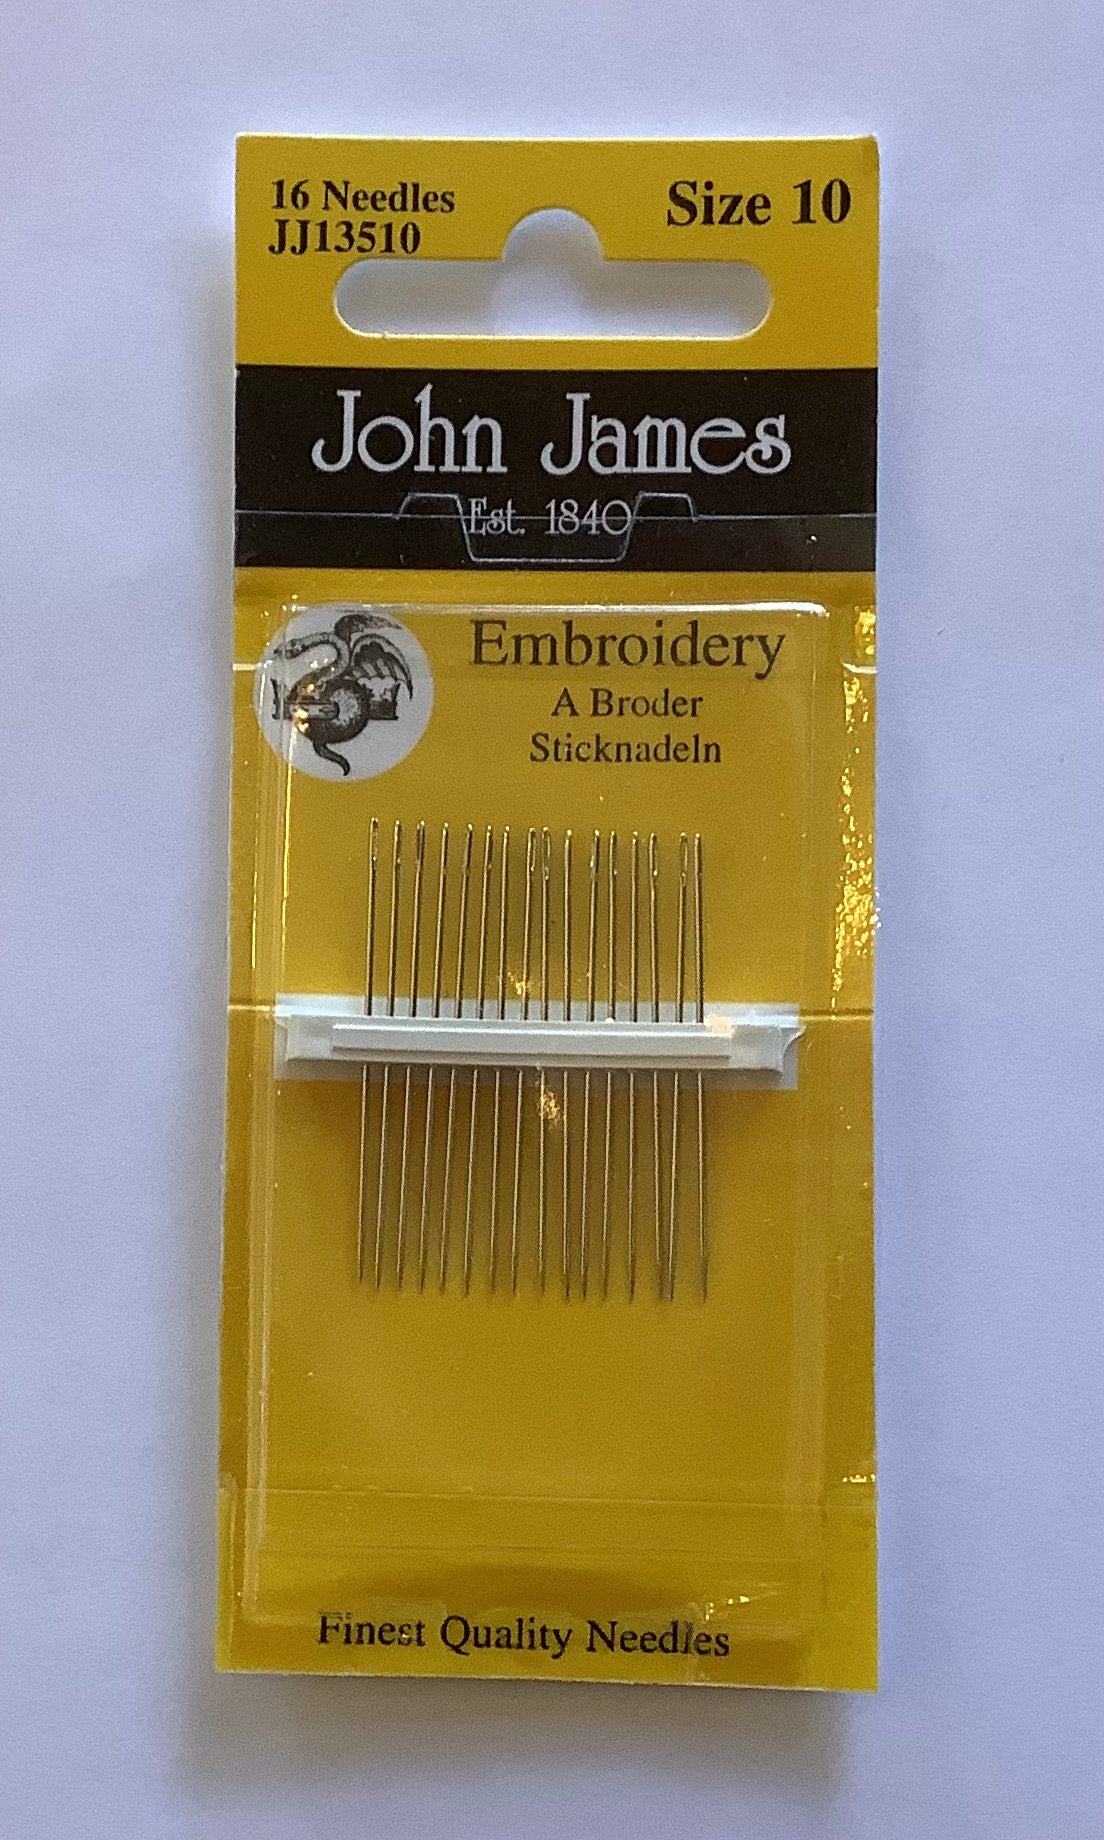 16 Needles
JJ13510
Size 10
John James
Est. 1840
Embroidery
A Broder
Sticknadeln
Finest Quality Needles